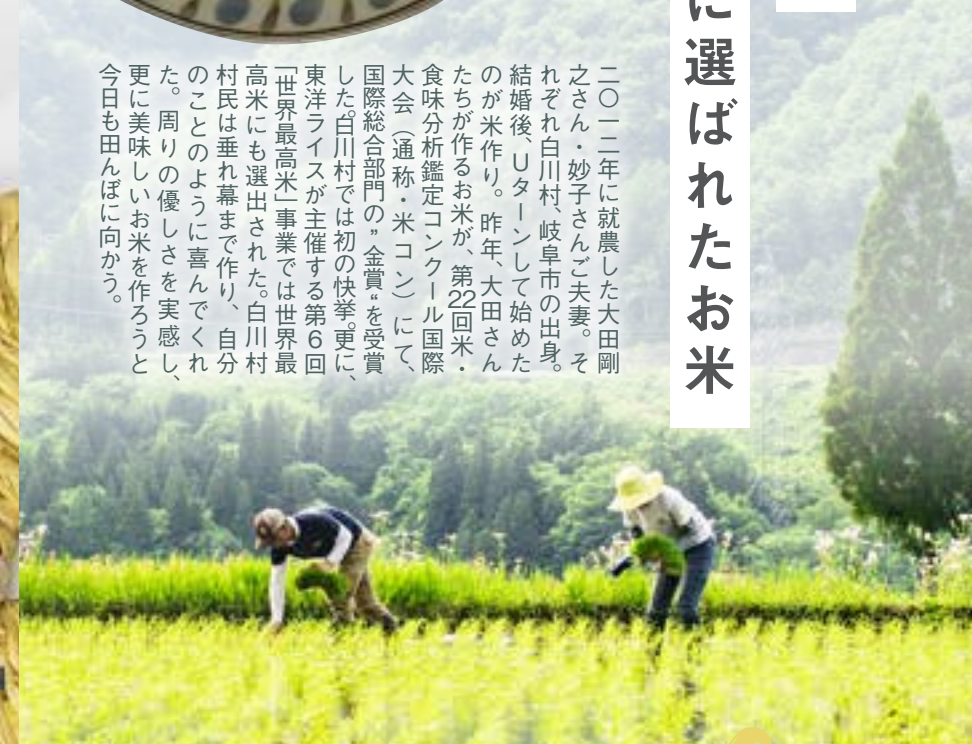 に選ばれたお米
二〇一二年に就農した大田剛
之さん・妙子さんご夫妻。そ
れぞれ白川村、岐阜市の出身。
結婚後、Uターンして始めた
のが米作り。昨年、大田さん
たちが作るお米が、第22回米・
食味分析鑑定コンクール国際
大会（通称・米コン）にて、
国際総合部門の”金賞“を受賞
した。白川村では初の快挙。更に、
東洋ライスが主催する第6回
「世界最高米」事業では世界最
高米にも選出された。白川村
村民は垂れ幕まで作り、自分
のことのように喜んでくれ
た。周りの優しさを実感し、
更に美味しいお米を作ろうと
今日も田んぼに向かう。